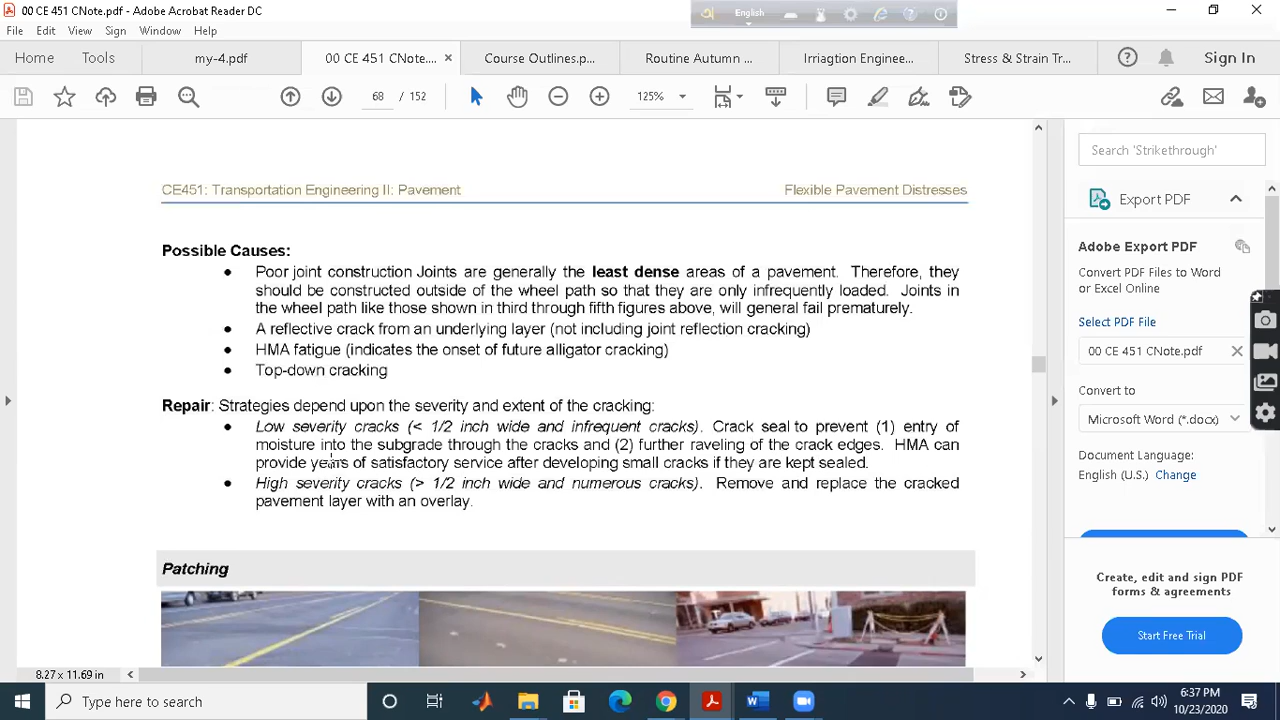 00 CE 451 CNote.pdf - Adobe Acrobat Reader DC
English
File Edit View Sign Window Help
Home Tools my-4.pdf 00 CE 451 CNote.... × Course Outlines.p... Routine Autumn ... Irriagtion Enginee... Stress & Strain Tr... Sign In
68 / 152 125%
CE451: Transportation Engineering II: Pavement Flexible Pavement Distresses
Possible Causes:
● Poor joint construction Joints are generally the least dense areas of a pavement. Therefore, they
should be constructed outside of the wheel path so that they are only infrequently loaded. Joints in
the wheel path like those shown in third through fifth figures above, will general fail prematurely.
● A reflective crack from an underlying layer (not including joint reflection cracking)
● HMA fatigue (indicates the onset of future alligator cracking)
● Top-down cracking
Repair: Strategies depend upon the severity and extent of the cracking:
● Low severity cracks (< 1/2 inch wide and infrequent cracks). Crack seal to prevent (1) entry of
moisture into the subgrade through the cracks and (2) further raveling of the crack edges. HMA can
provide years of satisfactory service after developing small cracks if they are kept sealed.
● High severity cracks (> 1/2 inch wide and numerous cracks). Remove and replace the cracked
pavement layer with an overlay.
Patching
8.27 x 11.69 in
Search 'Strikethrough'
Export PDF
Adobe Export PDF
Convert PDF Files to Word
or Excel Online
Select PDF File
00 CE 451 CNote.pdf
Convert to
Microsoft Word (*.docx)
Document Language:
English (U.S.) Change
Create, edit and sign PDF
forms & agreements
Start Free Trial
Type here to search
6:37 PM
10/23/2020